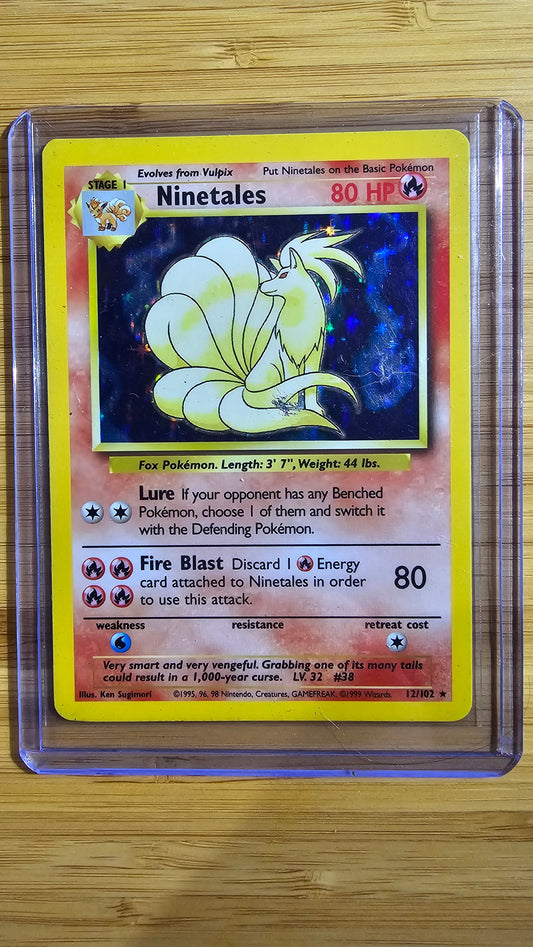 Evolves from Vulpix Put Ninetales on the Basic Pokémon
STAGE 1
Ninetales 80 HP
Fox Pokémon. Length: 3' 7", Weight: 44 lbs.
Lure If your opponent has any Benched
Pokémon, choose 1 of them and switch it
with the Defending Pokémon.
Fire Blast Discard 1 Energy
card attached to Ninetales in order
to use this attack.
80
weakness resistance retreat cost
Very smart and very vengeful. Grabbing one of its many tails
could result in a 1,000-year curse. LV. 32 #38
Illus. Ken Sugimori ©1995, 96, 98 Nintendo, Creatures, GAMEFREAK. ©1999 Wizards. 12/102 ★